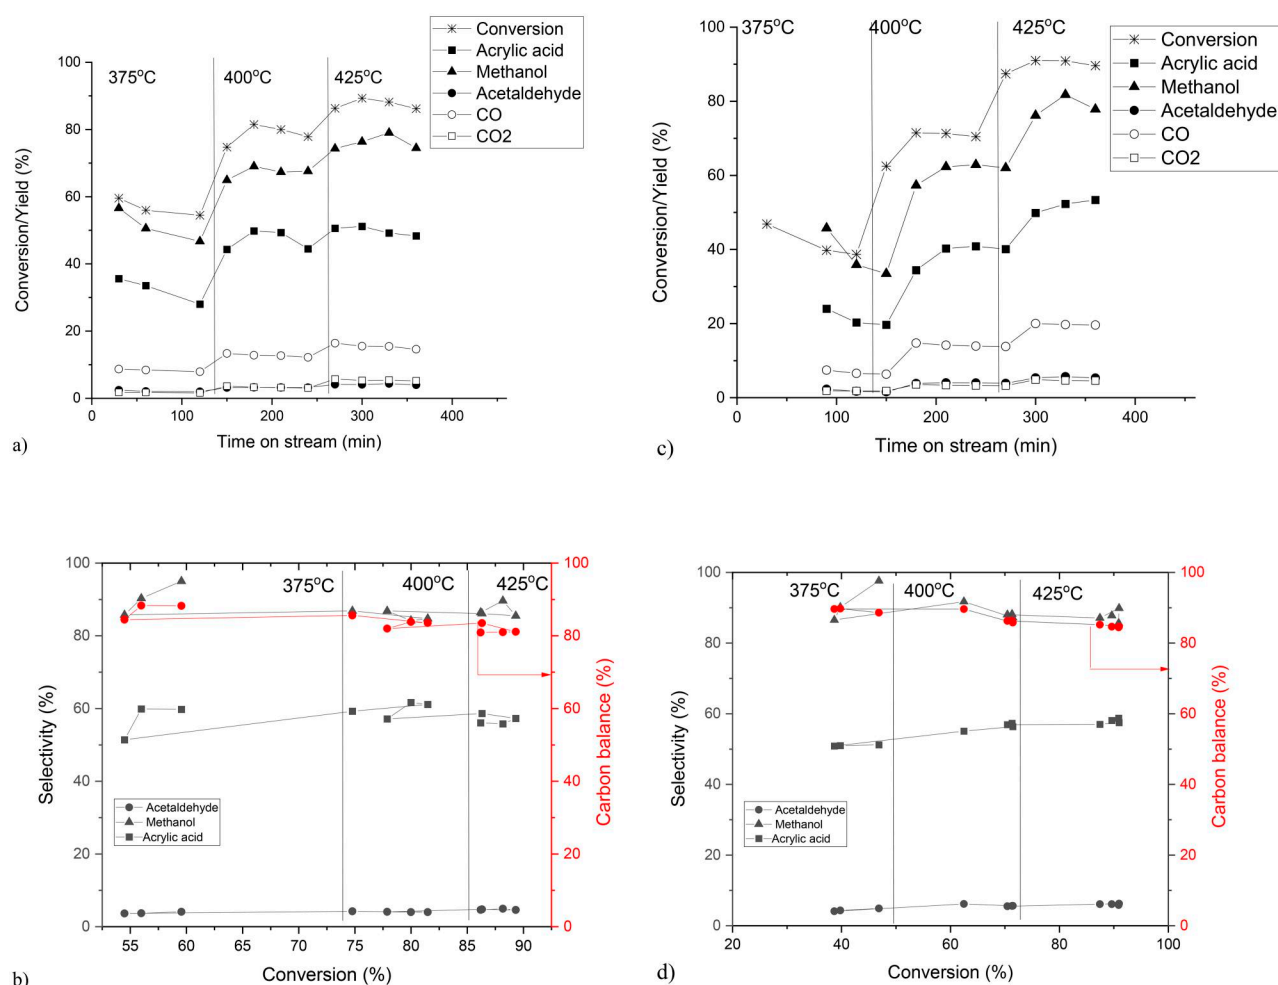 375°C
400°C
425°C
Conversion
Acrylic acid
Methanol
Acetaldehyde
CO
CO2
Conversion/Yield (%)
100
80
60
40
20
0
0 100 200 300 400
Time on stream (min)
a)
375°C
400°C
425°C
Conversion
Acrylic acid
Methanol
Acetaldehyde
CO
CO2
Conversion/Yield (%)
100
80
60
40
20
0
0 100 200 300 400
Time on stream (min)
c)
375°C
400°C
425°C
Selectivity (%)
100
80
60
40
20
0
Acetaldehyde
Methanol
Acrylic acid
Carbon balance (%)
100
80
60
40
20
0
55 60 65 70 75 80 85 90
Conversion (%)
b)
375°C
400°C
425°C
Selectivity (%)
100
80
60
40
20
0
Acetaldehyde
Methanol
Acrylic acid
Carbon balance (%)
100
80
60
40
20
0
20 40 60 80 100
Conversion (%)
d)